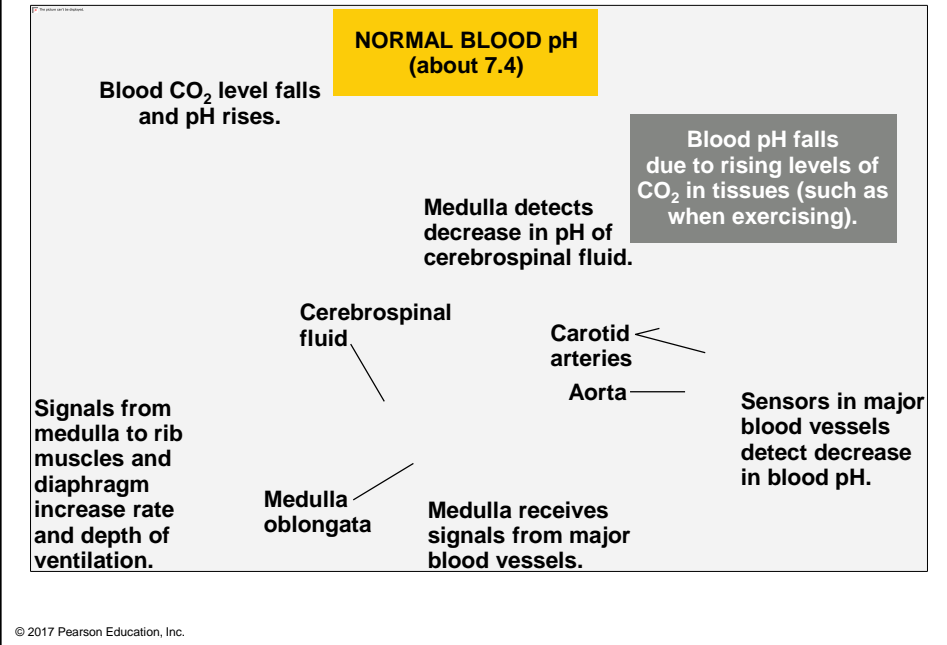 The picture can't be displayed.
NORMAL BLOOD pH
(about 7.4)
Blood CO₂ level falls
and pH rises.
Blood pH falls
due to rising levels of
CO₂ in tissues (such as
when exercising).
Medulla detects
decrease in pH of
cerebrospinal fluid.
Cerebrospinal
fluid
Carotid
arteries
Aorta
Sensors in major
blood vessels
detect decrease
in blood pH.
Signals from
medulla to rib
muscles and
diaphragm
increase rate
and depth of
ventilation.
Medulla
oblongata
Medulla receives
signals from major
blood vessels.
© 2017 Pearson Education, Inc.